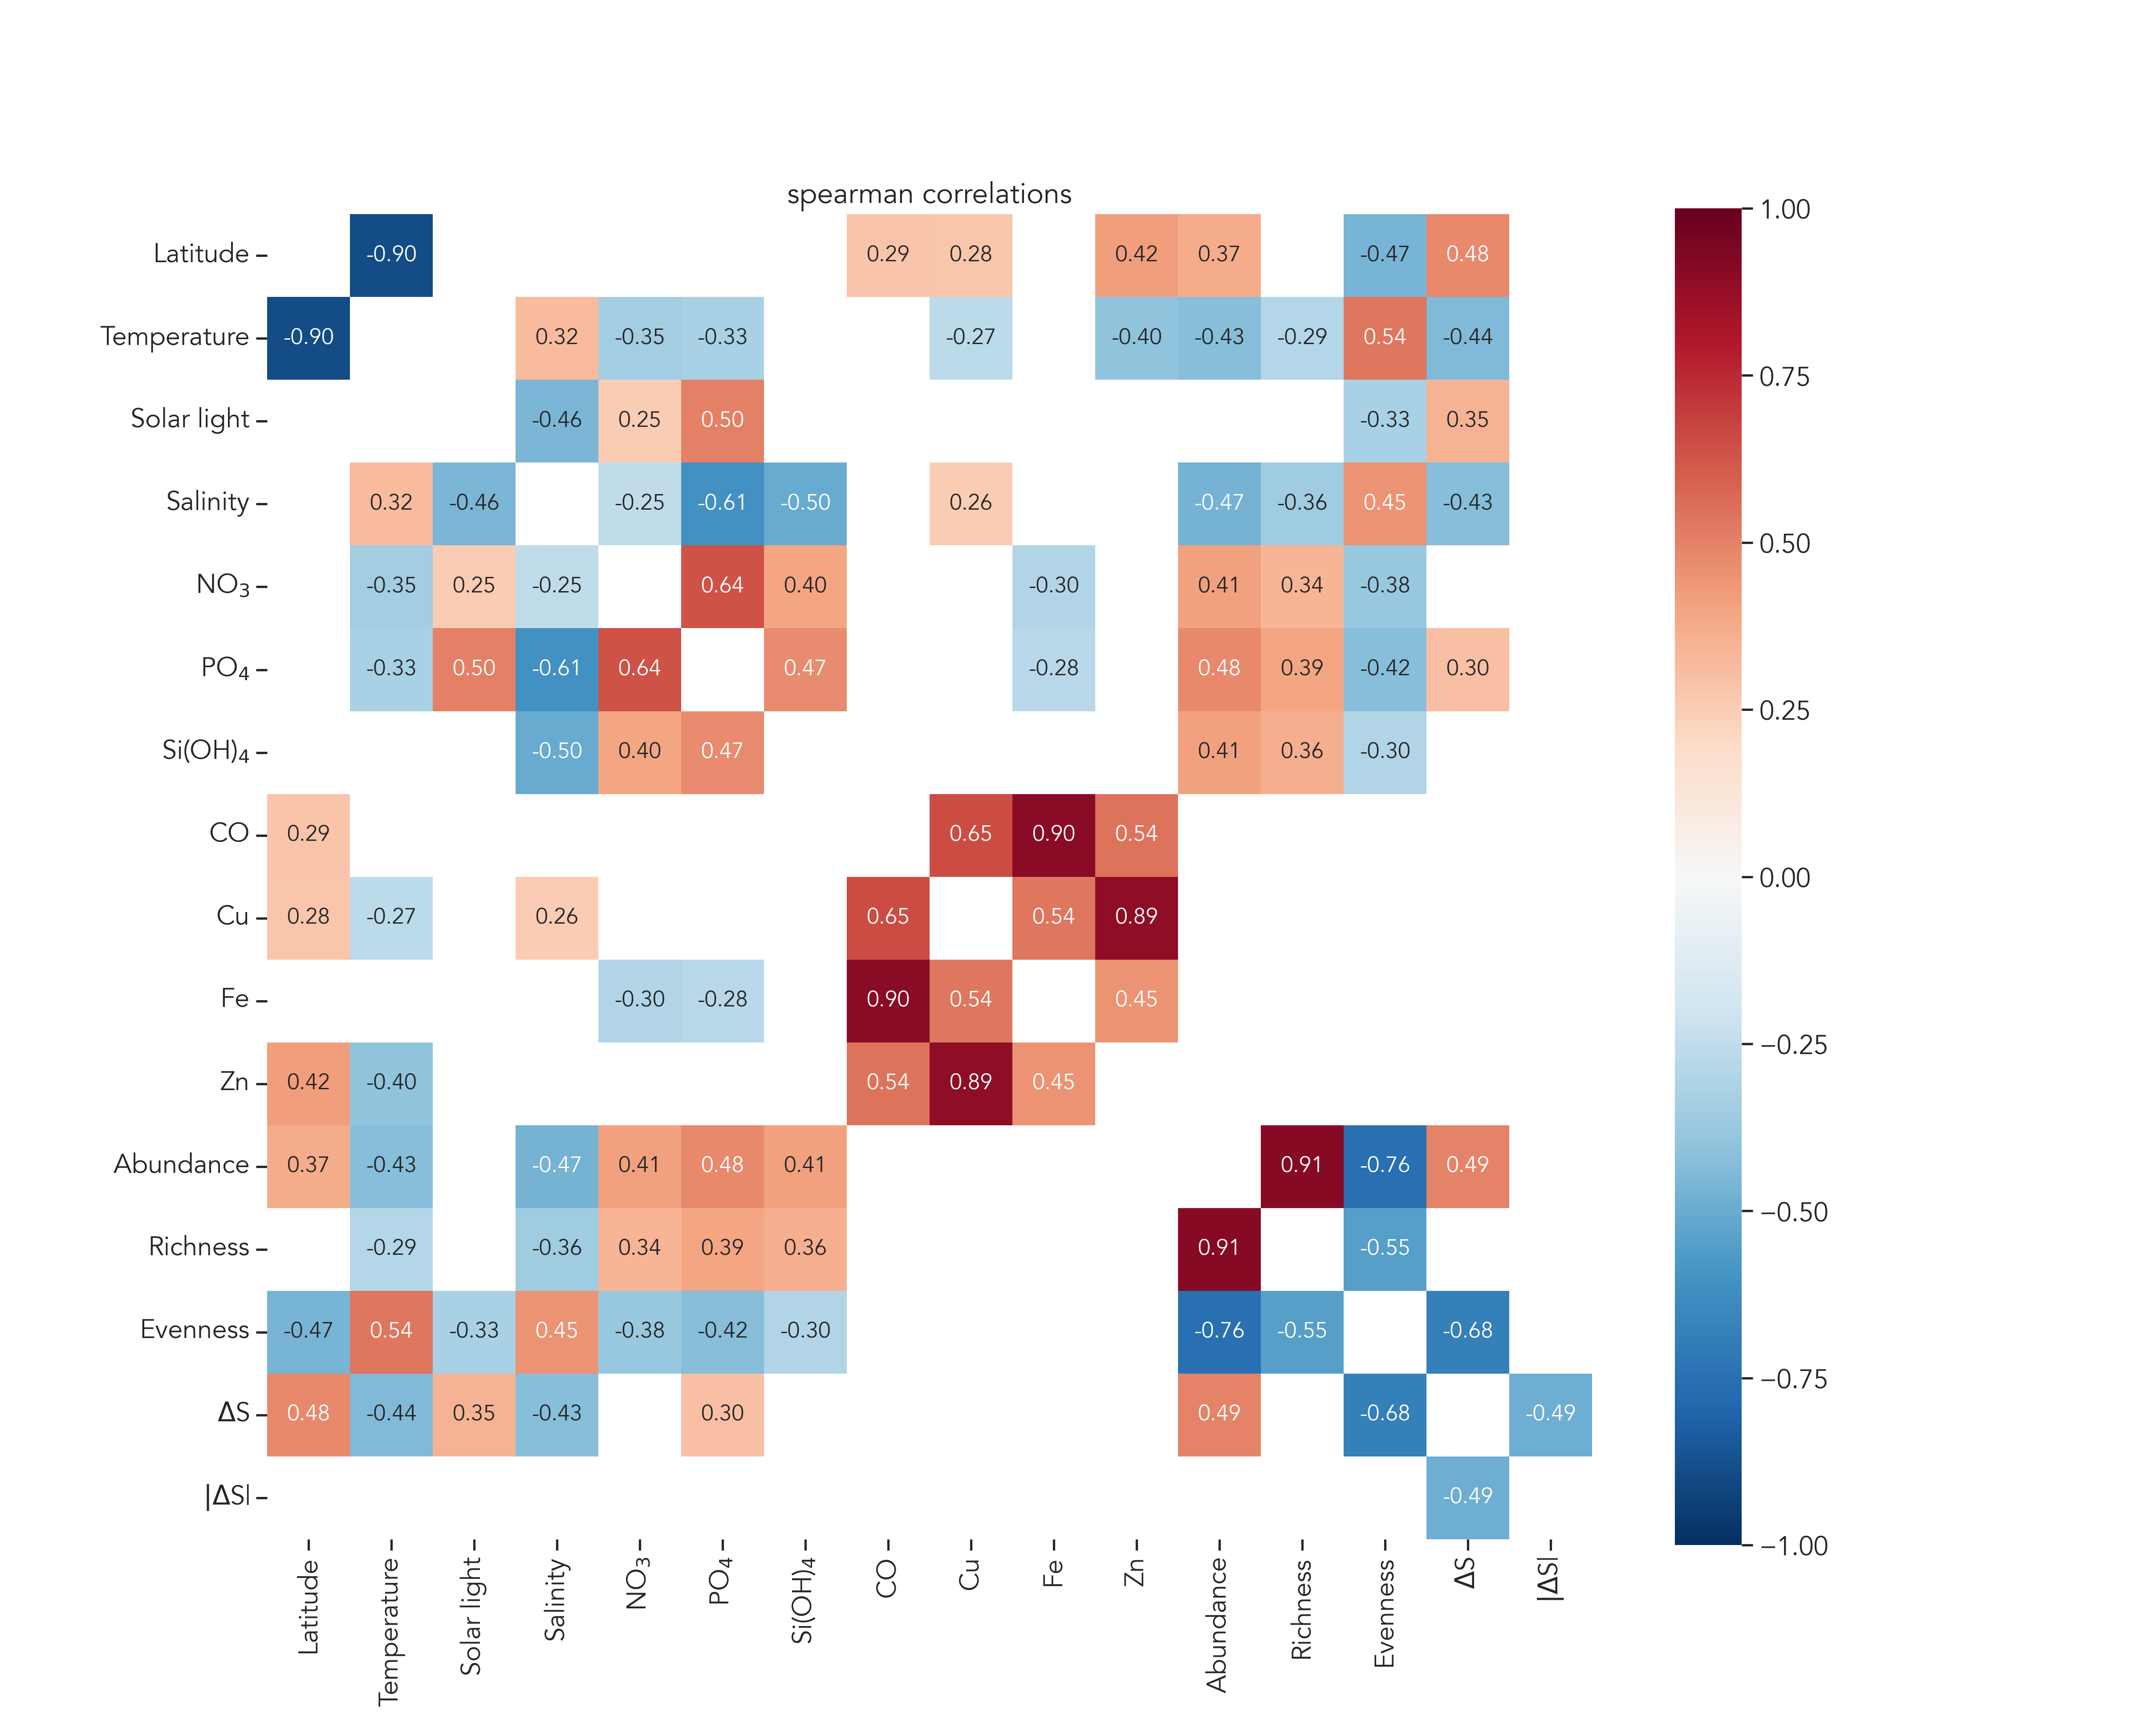 spearman correlations
Latitude -0.90 0.29 0.28 0.42 0.37 -0.47 0.48
Temperature -0.90 0.32 -0.35 -0.33 -0.27 -0.40 -0.43 -0.29 0.54 -0.44
Solar light -0.46 0.25 0.50 -0.33 0.35
Salinity 0.32 -0.46 -0.25 -0.61 -0.50 0.26 -0.47 -0.36 0.45 -0.43
NO₃ -0.35 0.25 -0.25 0.64 0.40 -0.30 0.41 0.34 -0.38
PO₄ -0.33 0.50 -0.61 0.64 0.47 -0.28 0.48 0.39 -0.42 0.30
Si(OH)₄ -0.50 0.40 0.47 0.41 0.36 -0.30
CO 0.29 0.65 0.90 0.54
Cu 0.28 -0.27 0.26 0.65 0.54 0.89
Fe -0.30 -0.28 0.90 0.54 0.45
Zn 0.42 -0.40 0.54 0.89 0.45
Abundance 0.37 -0.43 -0.47 0.41 0.48 0.41 0.91 -0.76 0.49
Richness -0.29 -0.36 0.34 0.39 0.36 0.91 -0.55
Evenness -0.47 0.54 -0.33 0.45 -0.38 -0.42 -0.30 -0.76 -0.55 -0.68
ΔS 0.48 -0.44 0.35 -0.43 0.30 0.49 -0.68 -0.49
|ΔS| -0.49
Latitude Temperature Solar light Salinity NO₃ PO₄ Si(OH)₄ CO Cu Fe Zn Abundance Richness Evenness ΔS |ΔS|
1.00
0.75
0.50
0.25
0.00
−0.25
−0.50
−0.75
−1.00